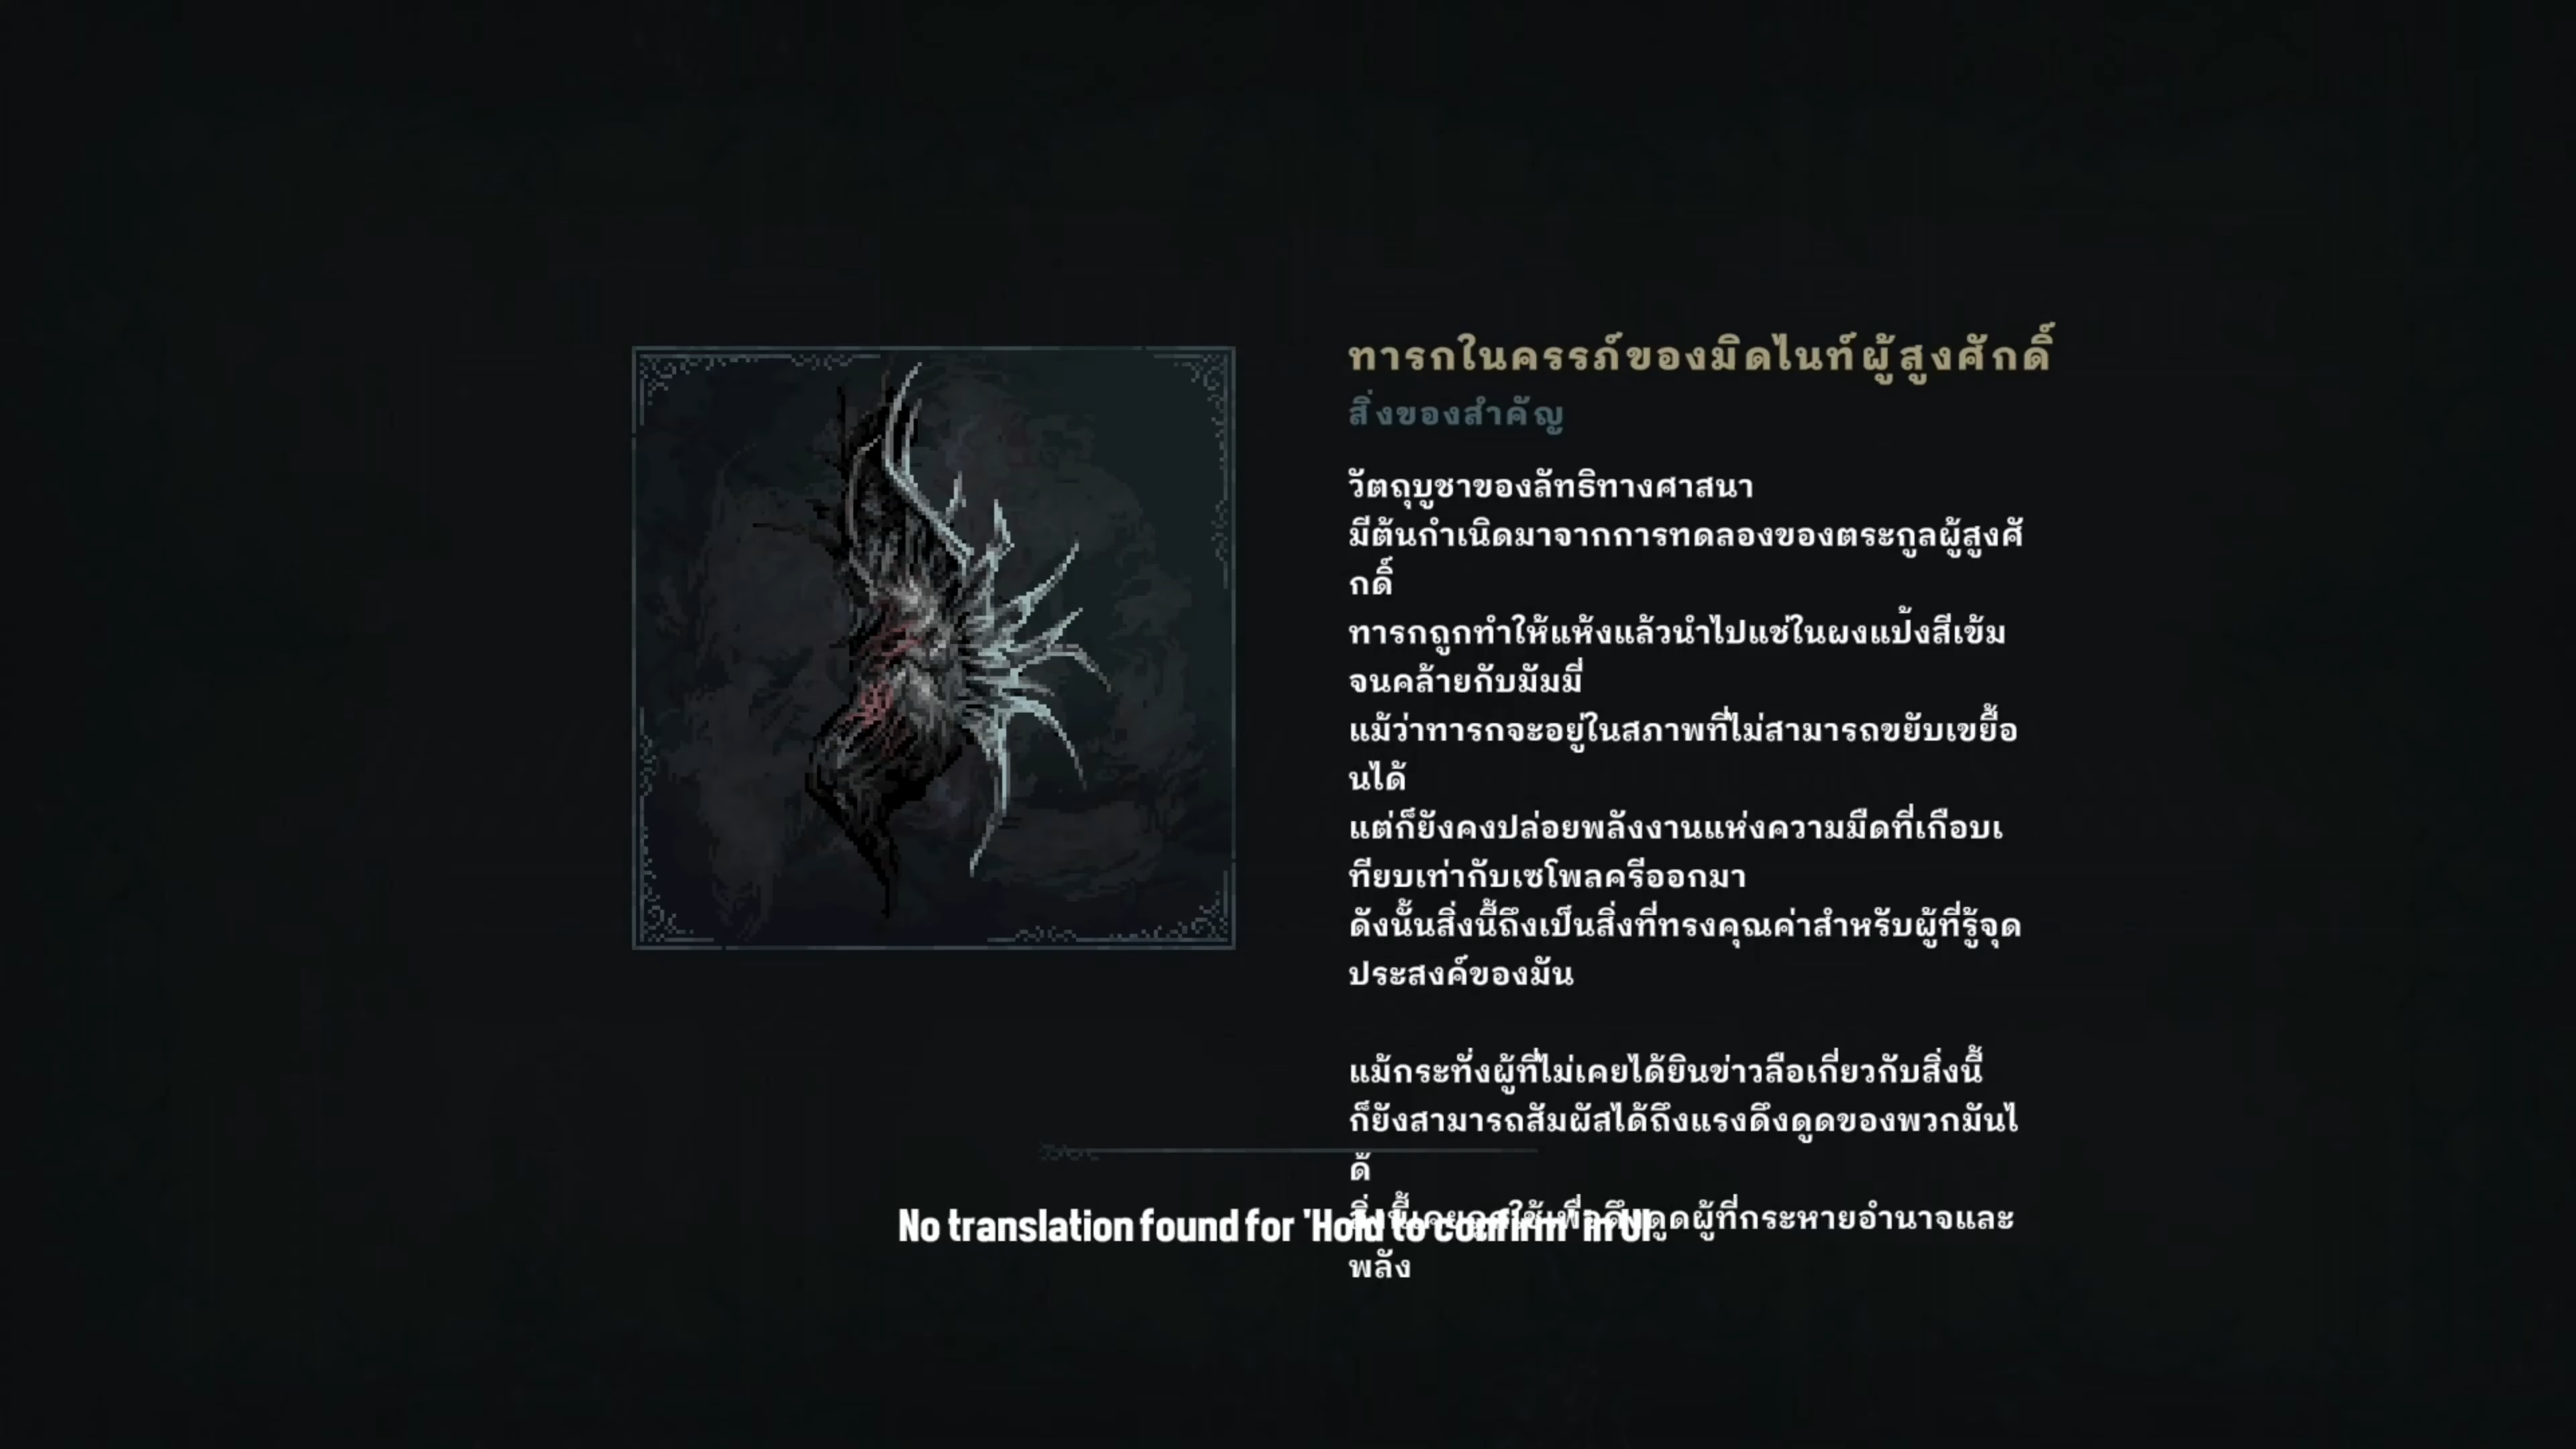 ทารกในครรภ์ของมิดไนท์ผู้สูงศักดิ์
สิ่งของสำคัญ
วัตถุบูชาของลัทธิทางศาสนา
มีต้นกำเนิดมาจากการทดลองของตระกูลผู้สูงศั
กดิ์
ทารกถูกทำให้แห้งแล้วนำไปแช่ในผงแป้งสีเข้ม
จนคล้ายกับมัมมี่
แม้ว่าทารกจะอยู่ในสภาพที่ไม่สามารถขยับเขยื้อ
นได้
แต่ก็ยังคงปล่อยพลังงานแห่งความมืดที่เกือบเ
ทียบเท่ากับเซโพลครีออกมา
ดังนั้นสิ่งนี้ถึงเป็นสิ่งที่ทรงคุณค่าสำหรับผู้ที่รู้จุด
ประสงค์ของมัน
แม้กระทั่งผู้ที่ไม่เคยได้ยินข่าวลือเกี่ยวกับสิ่งนี้
ก็ยังสามารถสัมผัสได้ถึงแรงดึงดูดของพวกมันไ
ด้
สิ่งนี้เคยถูกใช้เพื่อดึงดูดผู้ที่กระหายอำนาจและ
พลัง
No translation found for 'Hold to confirm' in UI